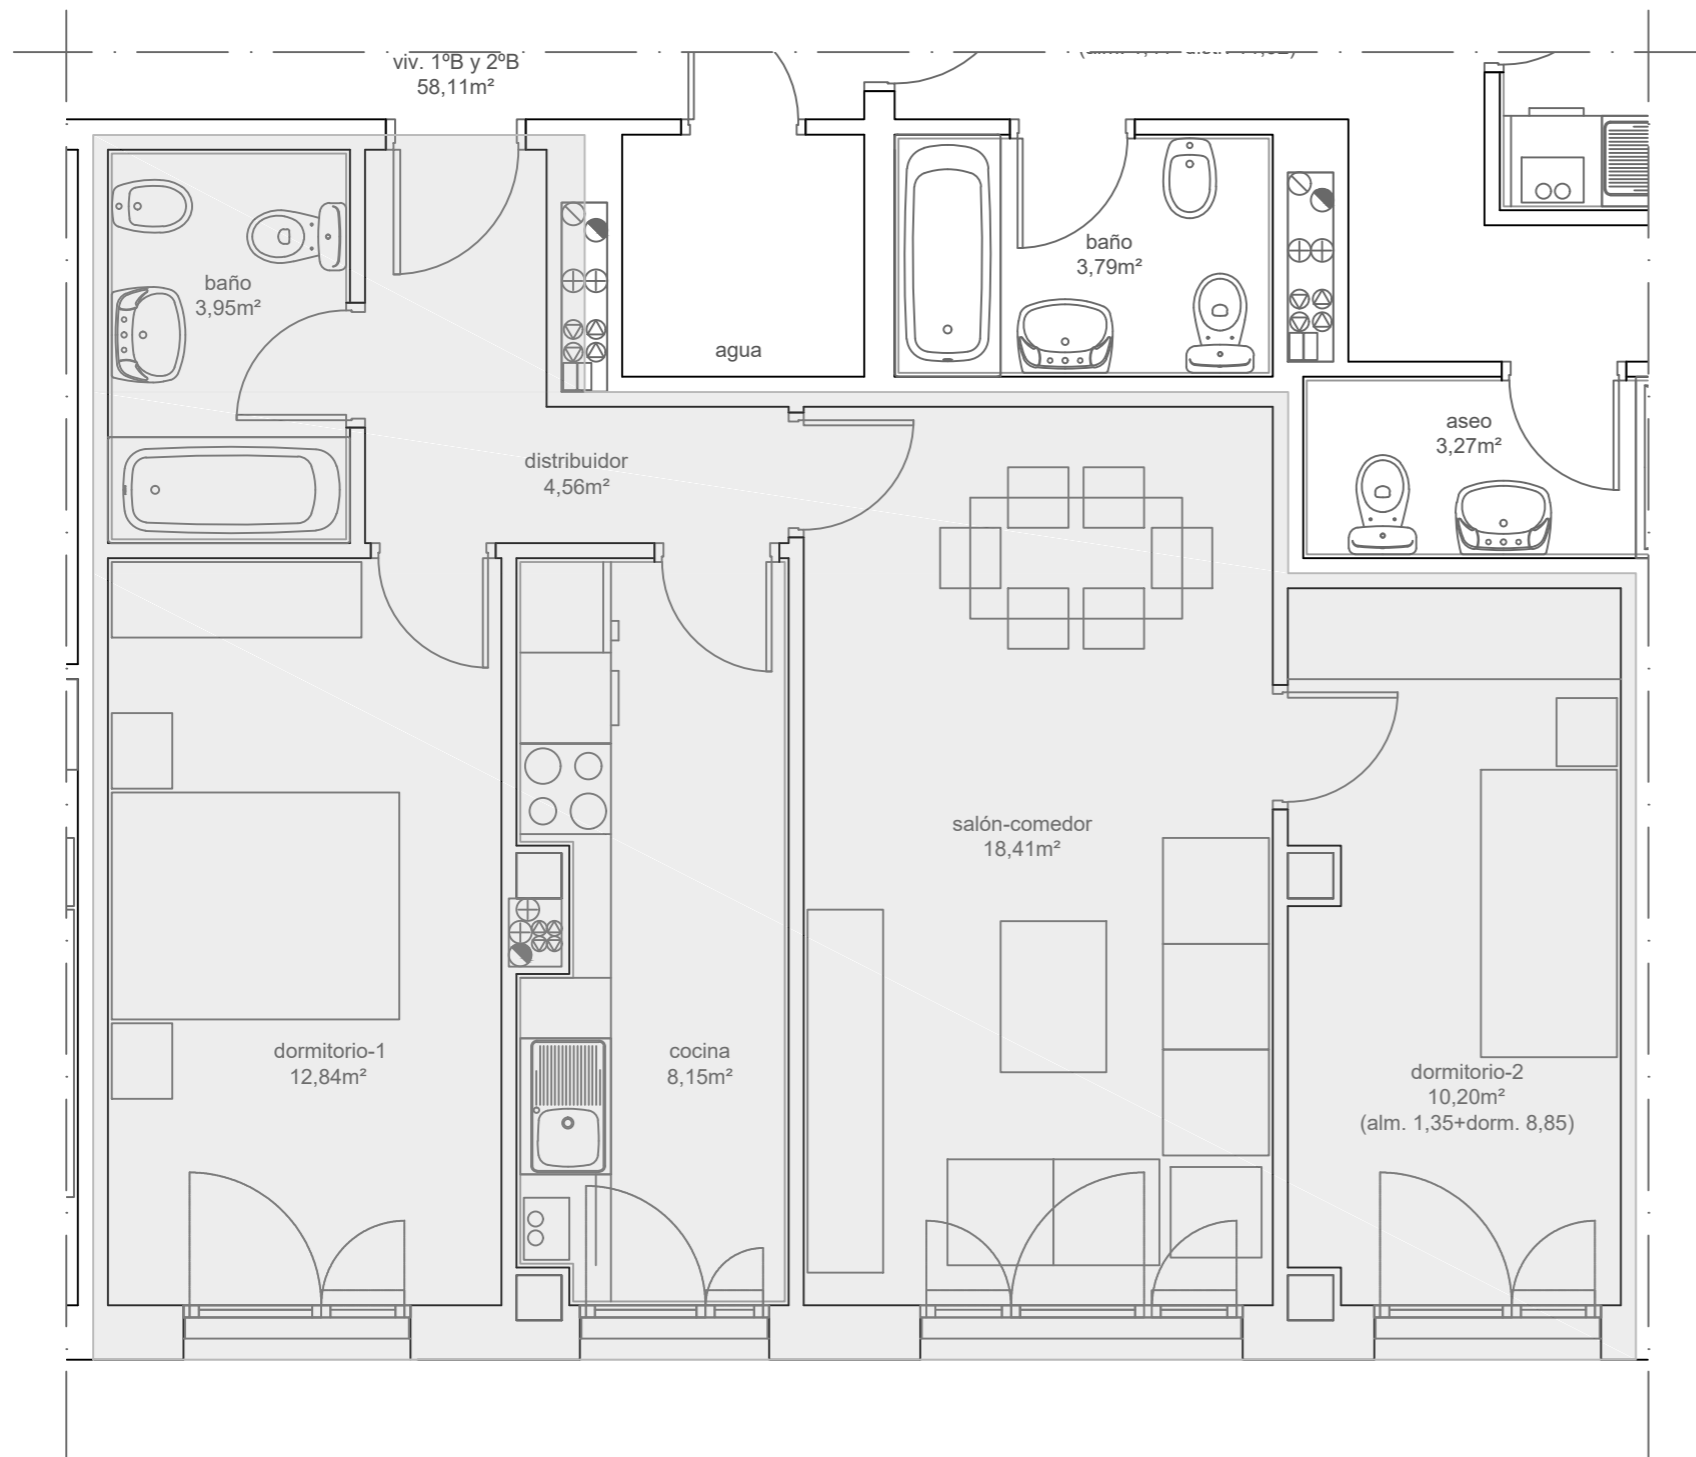 viv. 1ºB y 2ºB
58,11m²
baño
3,95m²
agua
baño
3,79m²
aseo
3,27m²
distribuidor
4,56m²
salón-comedor
18,41m²
dormitorio-1
12,84m²
cocina
8,15m²
dormitorio-2
10,20m²
(alm. 1,35+dorm. 8,85)